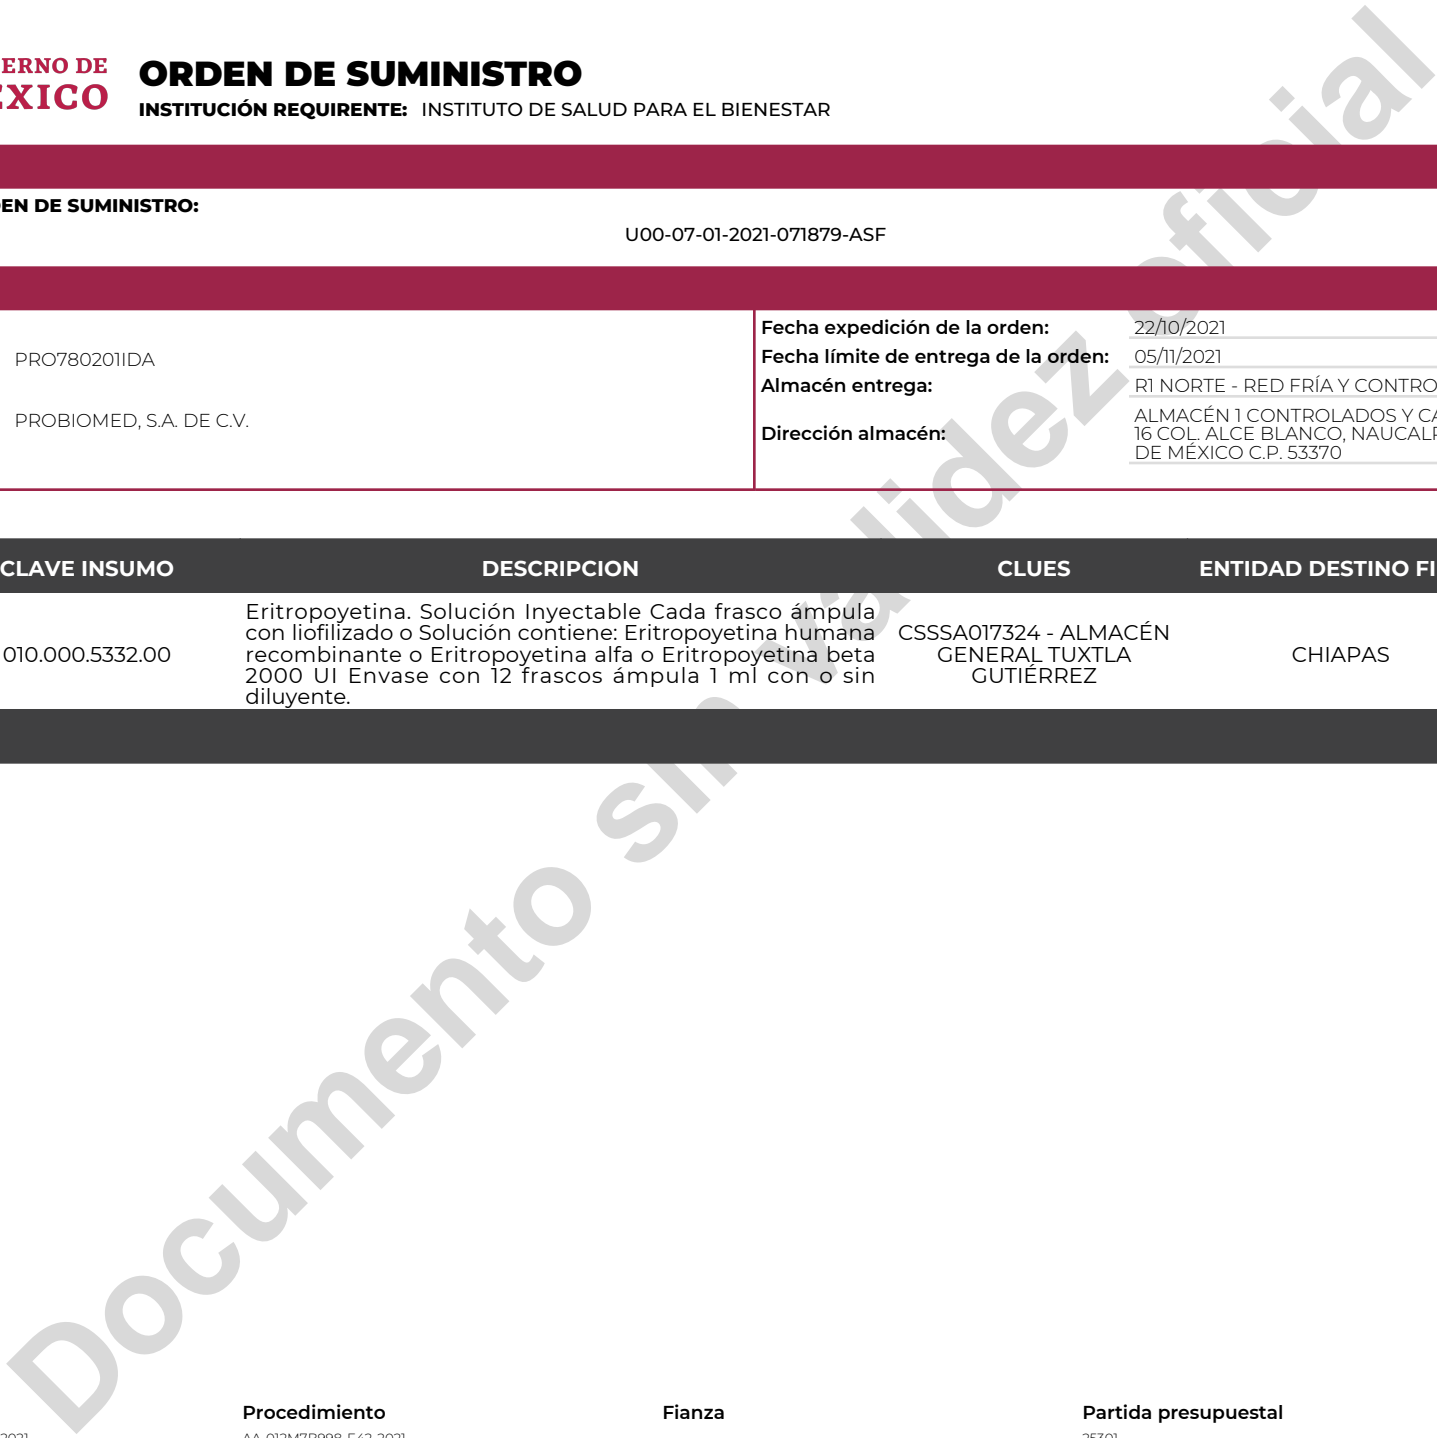 ERNO DE
ÉXICO
ORDEN DE SUMINISTRO
INSTITUCIÓN REQUIRENTE: INSTITUTO DE SALUD PARA EL BIENESTAR
EN DE SUMINISTRO:
U00-07-01-2021-071879-ASF
PRO780201IDA
PROBIOMED, S.A. DE C.V.
Fecha expedición de la orden: 22/10/2021
Fecha límite de entrega de la orden: 05/11/2021
Almacén entrega: R1 NORTE - RED FRÍA Y CONTRO
Dirección almacén:
ALMACÉN 1 CONTROLADOS Y CA
16 COL. ALCE BLANCO, NAUCALP
DE MÉXICO C.P. 53370
CLAVE INSUMO DESCRIPCION CLUES ENTIDAD DESTINO FI
010.000.5332.00
Eritropoyetina. Solución Inyectable Cada frasco ámpula
con liofilizado o Solución contiene: Eritropoyetina humana
recombinante o Eritropoyetina alfa o Eritropoyetina beta
2000 UI Envase con 12 frascos ámpula 1 ml con o sin
diluyente.
CSSSA017324 - ALMACÉN
GENERAL TUXTLA
GUTIÉRREZ
CHIAPAS
Documento sin validez oficial
Procedimiento Fianza Partida presupuestal